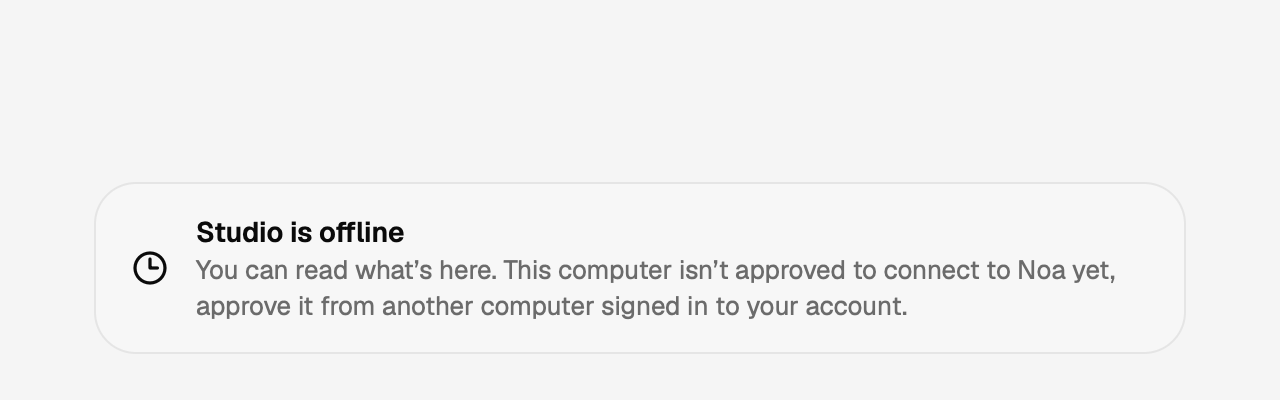 Studio is offline
You can read what’s here. This computer isn’t approved to connect to Noa yet,
approve it from another computer signed in to your account.